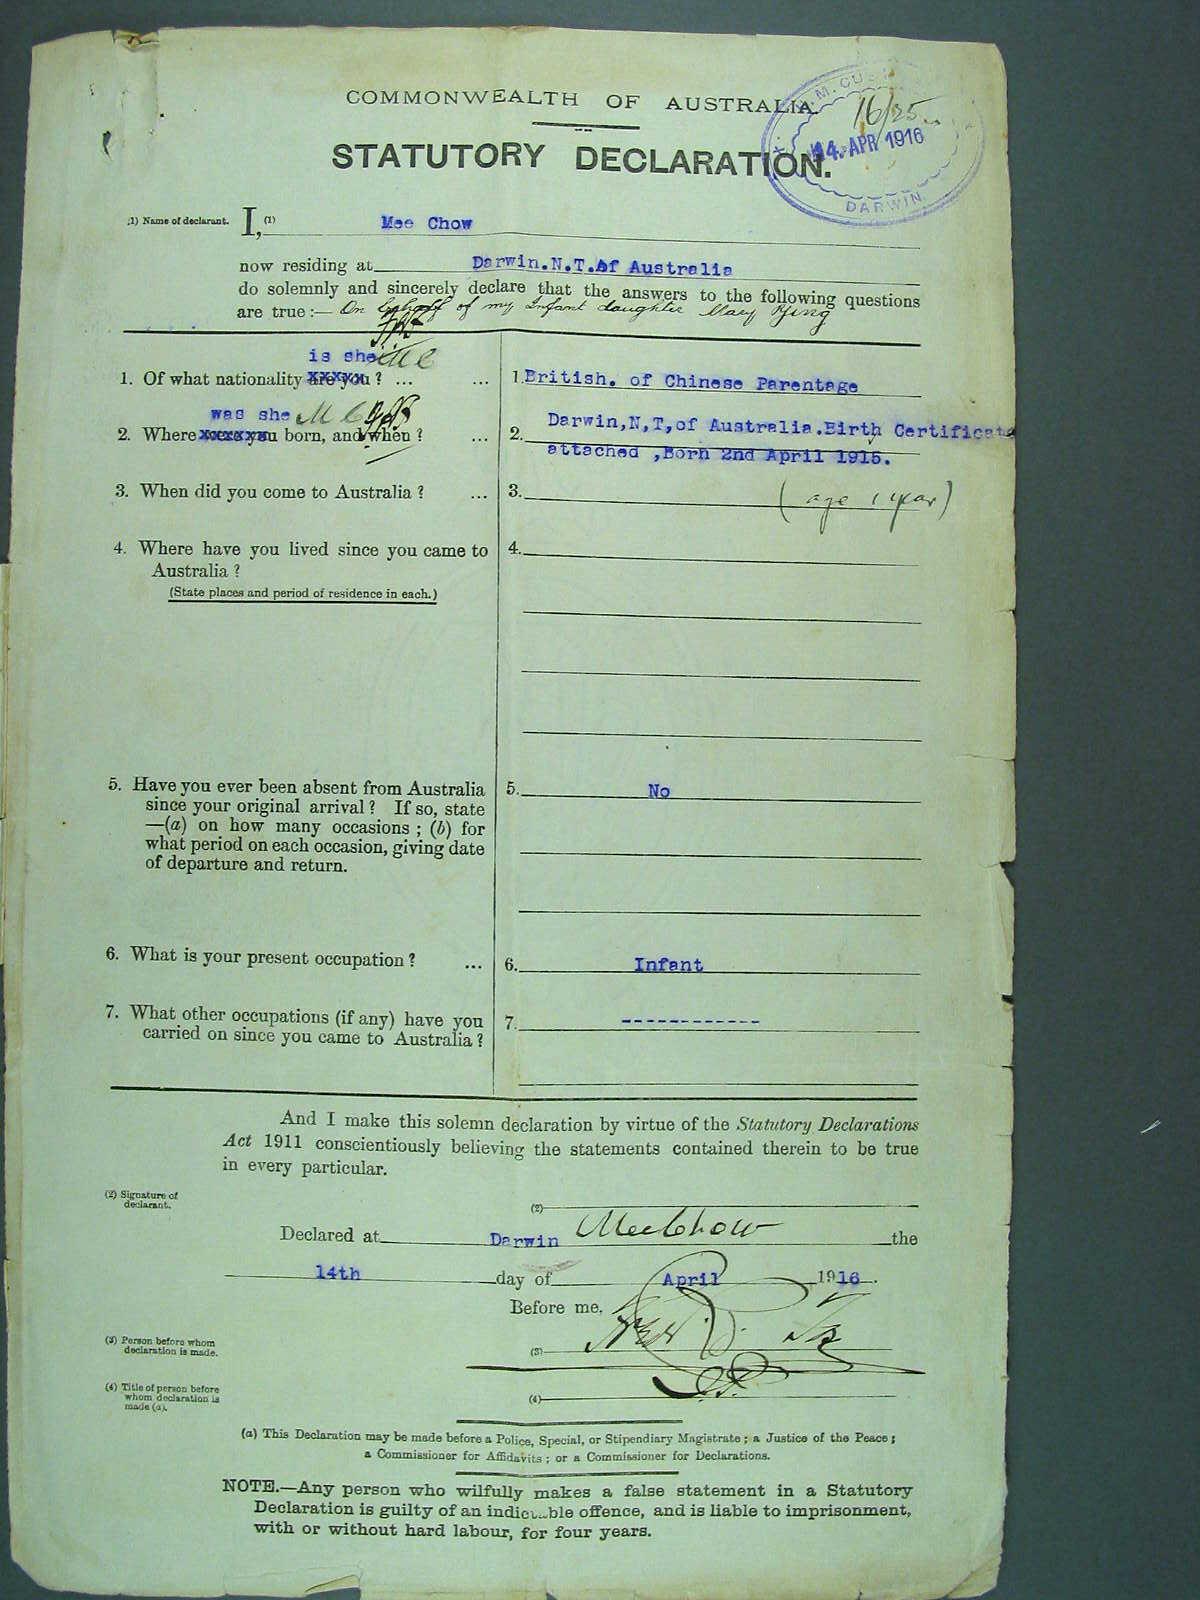 COMMONWEALTH OF AUSTRALIA.
STATUTORY DECLARATION.
H.M. CU
16/25
14. APR 1916
DARWIN
(1) Name of declarant. I, (1) Mee Chow
now residing at Darwin.N.T.Of Australia
do solemnly and sincerely declare that the answers to the following questions
are true:— On behalf of my Infant daughter Mary Yjing
is she MC
1. Of what nationality are you? ... ... 1. British. of Chinese Parentage
was she MC
2. Where were you born, and when? ... 2. Darwin,N,T,of Australia.Birth Certificate
attached ,Born 2nd April 1915.
3. When did you come to Australia? ... 3. (age 1 year)
4. Where have you lived since you came to 4.
Australia?
(State places and period of residence in each.)
5. Have you ever been absent from Australia 5. No
since your original arrival? If so, state
—(a) on how many occasions; (b) for
what period on each occasion, giving date
of departure and return.
6. What is your present occupation? ... 6. Infant
7. What other occupations (if any) have you 7. ------------
carried on since you came to Australia?
And I make this solemn declaration by virtue of the Statutory Declarations
Act 1911 conscientiously believing the statements contained therein to be true
in every particular.
(2) Signature of
declarant.
(2) Mee Chow
Declared at Darwin the
14th day of April 1916.
Before me,
(3) Person before whom
declaration is made.
(3)
(4) Title of person before
whom declaration is
made (a).
(4) J.P.
(a) This Declaration may be made before a Police, Special, or Stipendiary Magistrate; a Justice of the Peace;
a Commissioner for Affidavits; or a Commissioner for Declarations.
NOTE.—Any person who wilfully makes a false statement in a Statutory
Declaration is guilty of an indictable offence, and is liable to imprisonment,
with or without hard labour, for four years.